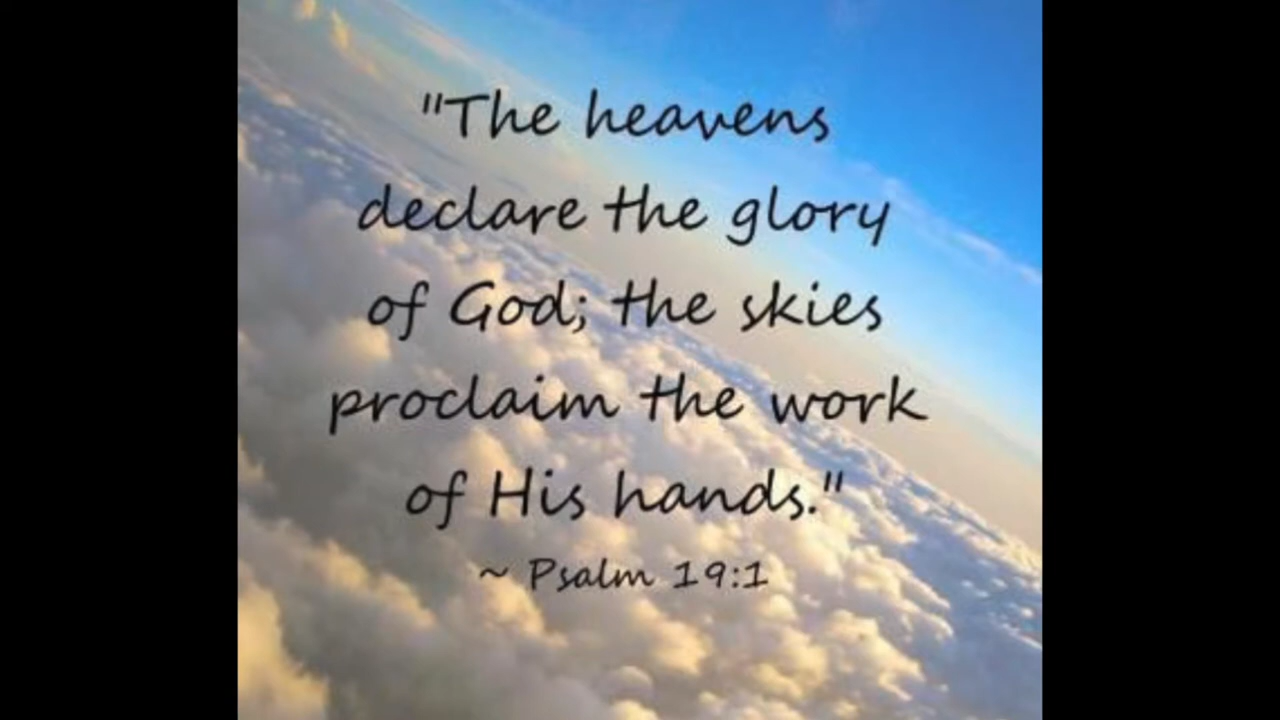 "The heavens
declare the glory
of God; the skies
proclaim the work
of His hands."
~ Psalm 19:1